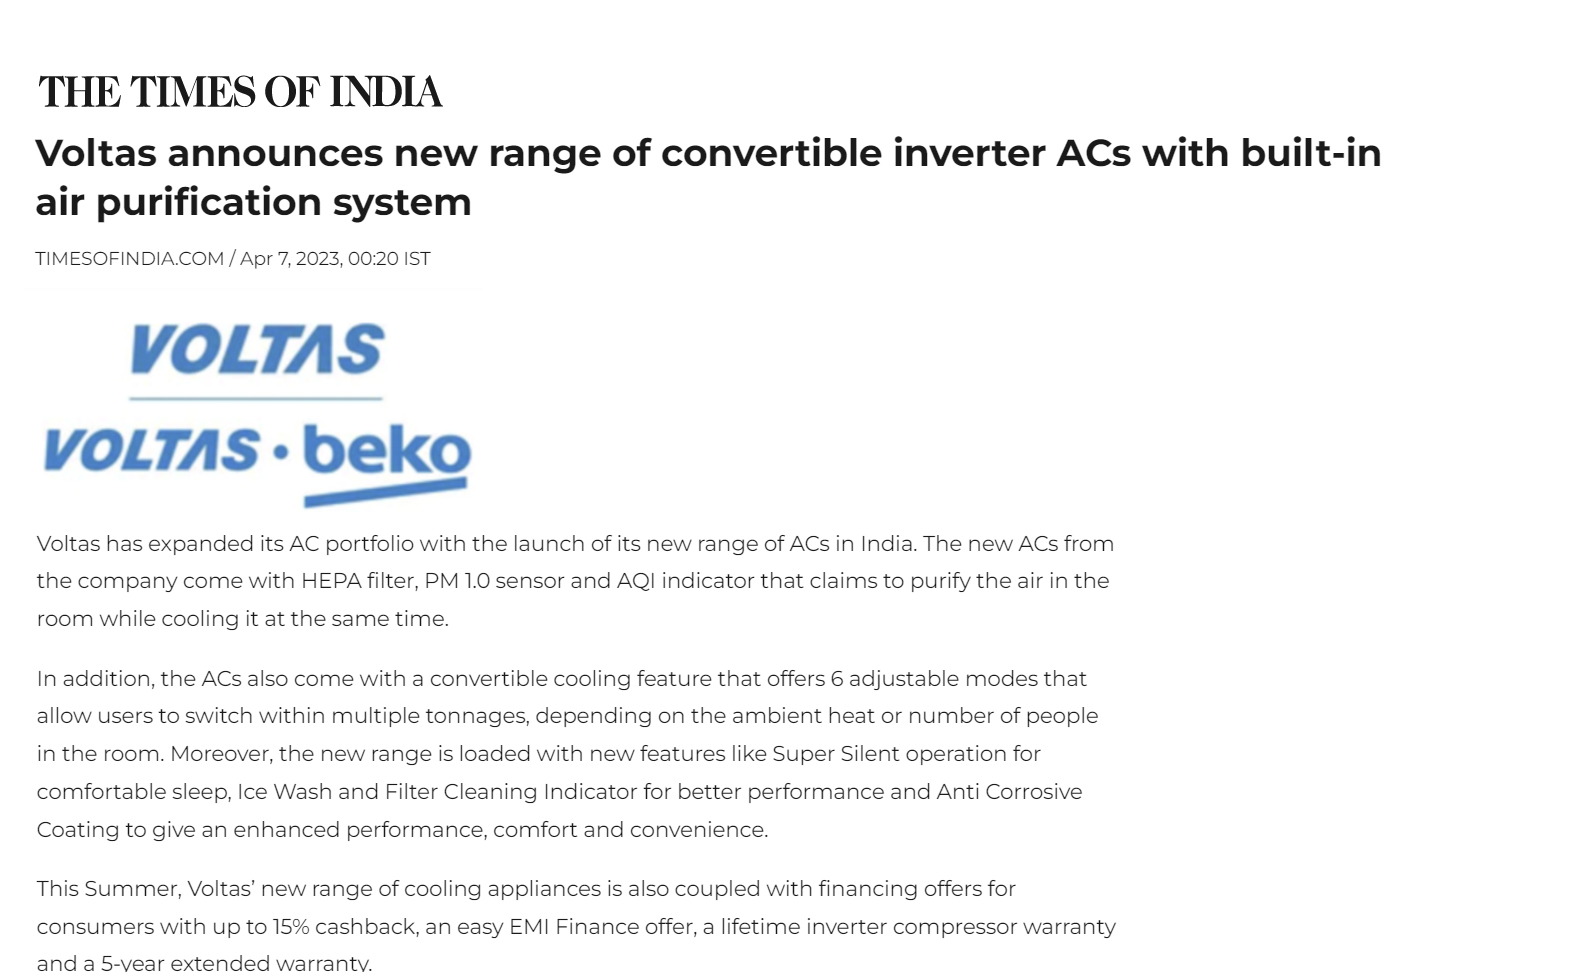 THE TIMES OF INDIA
Voltas announces new range of convertible inverter ACs with built-in
air purification system
TIMESOFINDIA.COM / Apr 7, 2023, 00:20 IST
VOLTAS
VOLTAS • beko
Voltas has expanded its AC portfolio with the launch of its new range of ACs in India. The new ACs from
the company come with HEPA filter, PM 1.0 sensor and AQI indicator that claims to purify the air in the
room while cooling it at the same time.
In addition, the ACs also come with a convertible cooling feature that offers 6 adjustable modes that
allow users to switch within multiple tonnages, depending on the ambient heat or number of people
in the room. Moreover, the new range is loaded with new features like Super Silent operation for
comfortable sleep, Ice Wash and Filter Cleaning Indicator for better performance and Anti Corrosive
Coating to give an enhanced performance, comfort and convenience.
This Summer, Voltas’ new range of cooling appliances is also coupled with financing offers for
consumers with up to 15% cashback, an easy EMI Finance offer, a lifetime inverter compressor warranty
and a 5-year extended warranty.